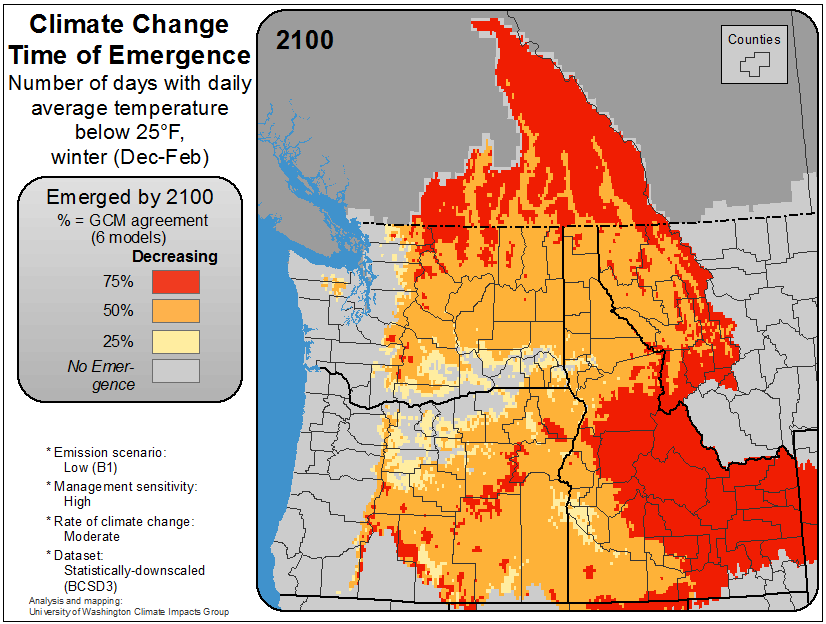 Climate Change
Time of Emergence
Number of days with daily
average temperature
below 25°F,
winter (Dec-Feb)
Emerged by 2100
% = GCM agreement
(6 models)
Decreasing
75%
50%
25%
No Emer-
gence
* Emission scenario:
Low (B1)
* Management sensitivity:
High
* Rate of climate change:
Moderate
* Dataset:
Statistically-downscaled
(BCSD3)
Analysis and mapping:
University of Washington Climate Impacts Group
2100
Counties